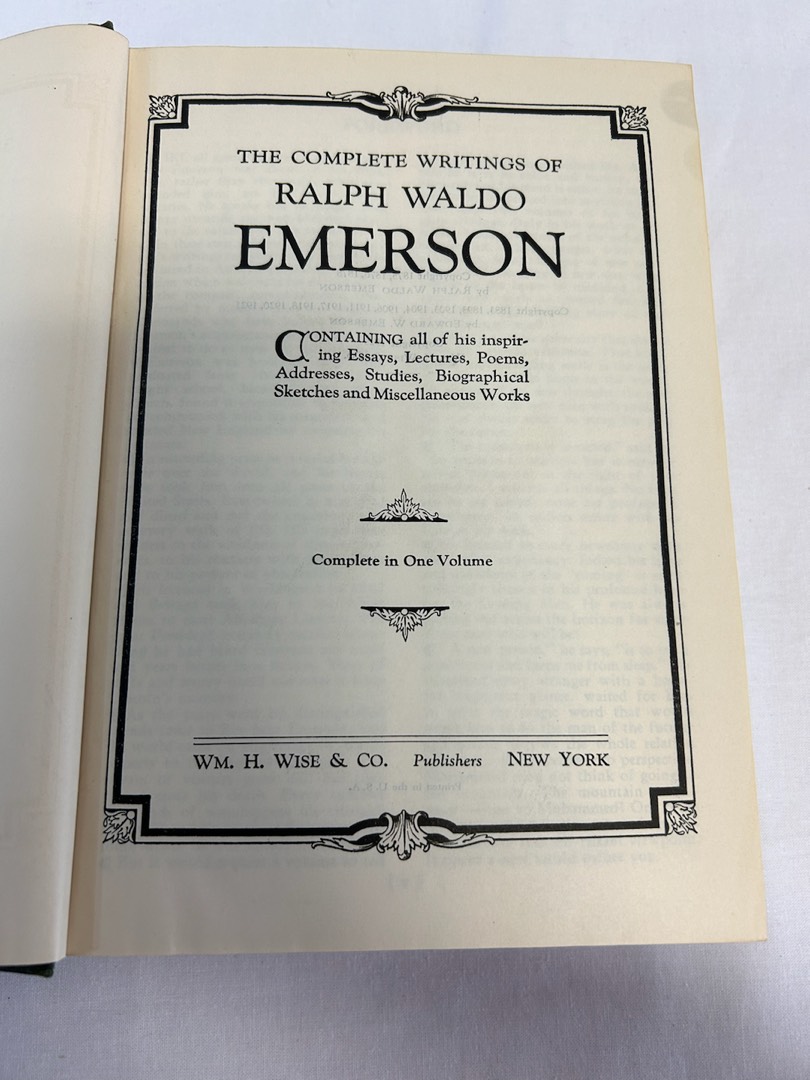 THE COMPLETE WRITINGS OF
RALPH WALDO
EMERSON
CONTAINING all of his inspir-
ing Essays, Lectures, Poems,
Addresses, Studies, Biographical
Sketches and Miscellaneous Works
Complete in One Volume
WM. H. WISE & CO. Publishers NEW YORK